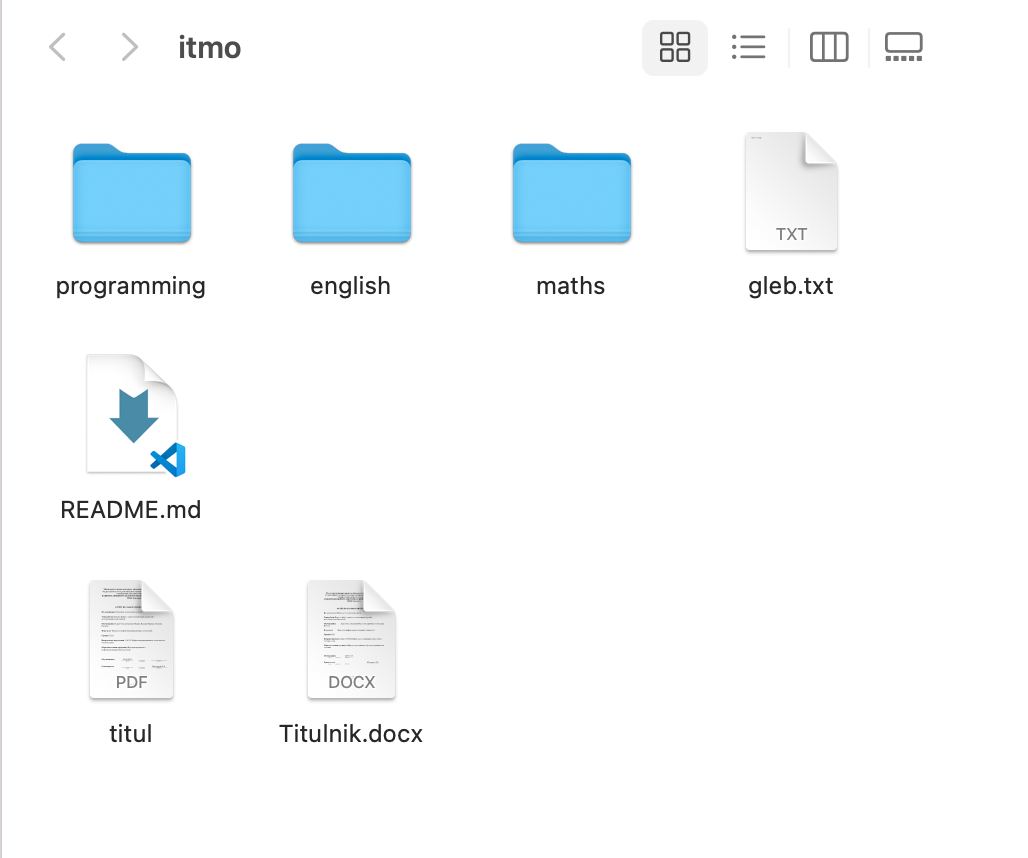 itmo
programming
english
maths
TXT
gleb.txt
README.md
PDF
titul
DOCX
Titulnik.docx